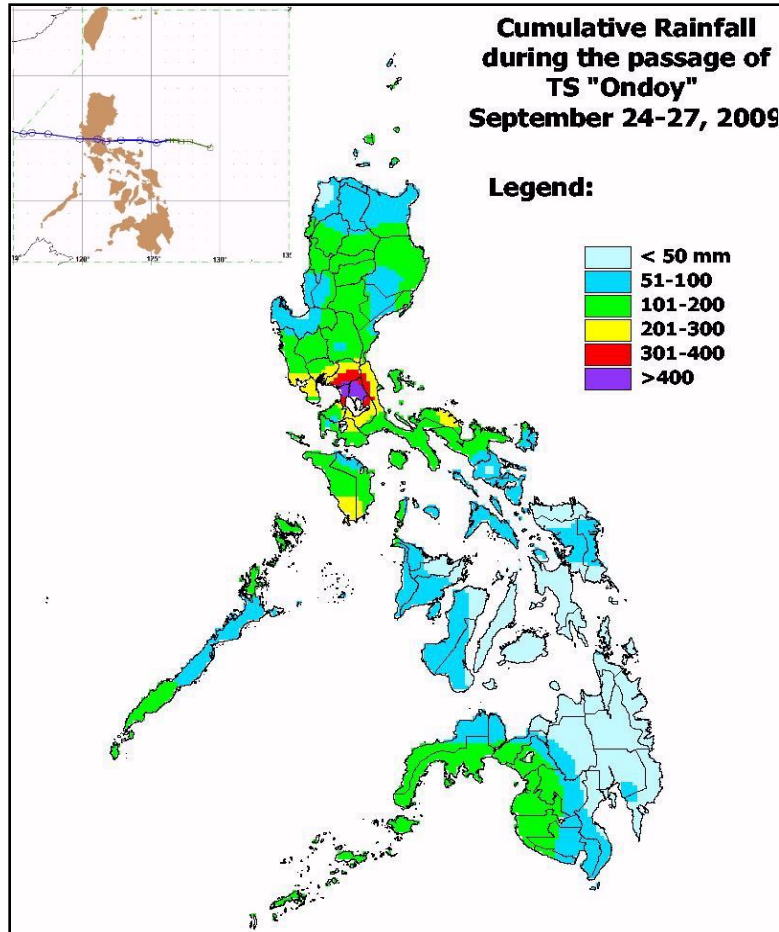 Cumulative Rainfall
during the passage of
TS "Ondoy"
September 24-27, 2009
Legend:
< 50 mm
51-100
101-200
201-300
301-400
>400
120°
125°
130°